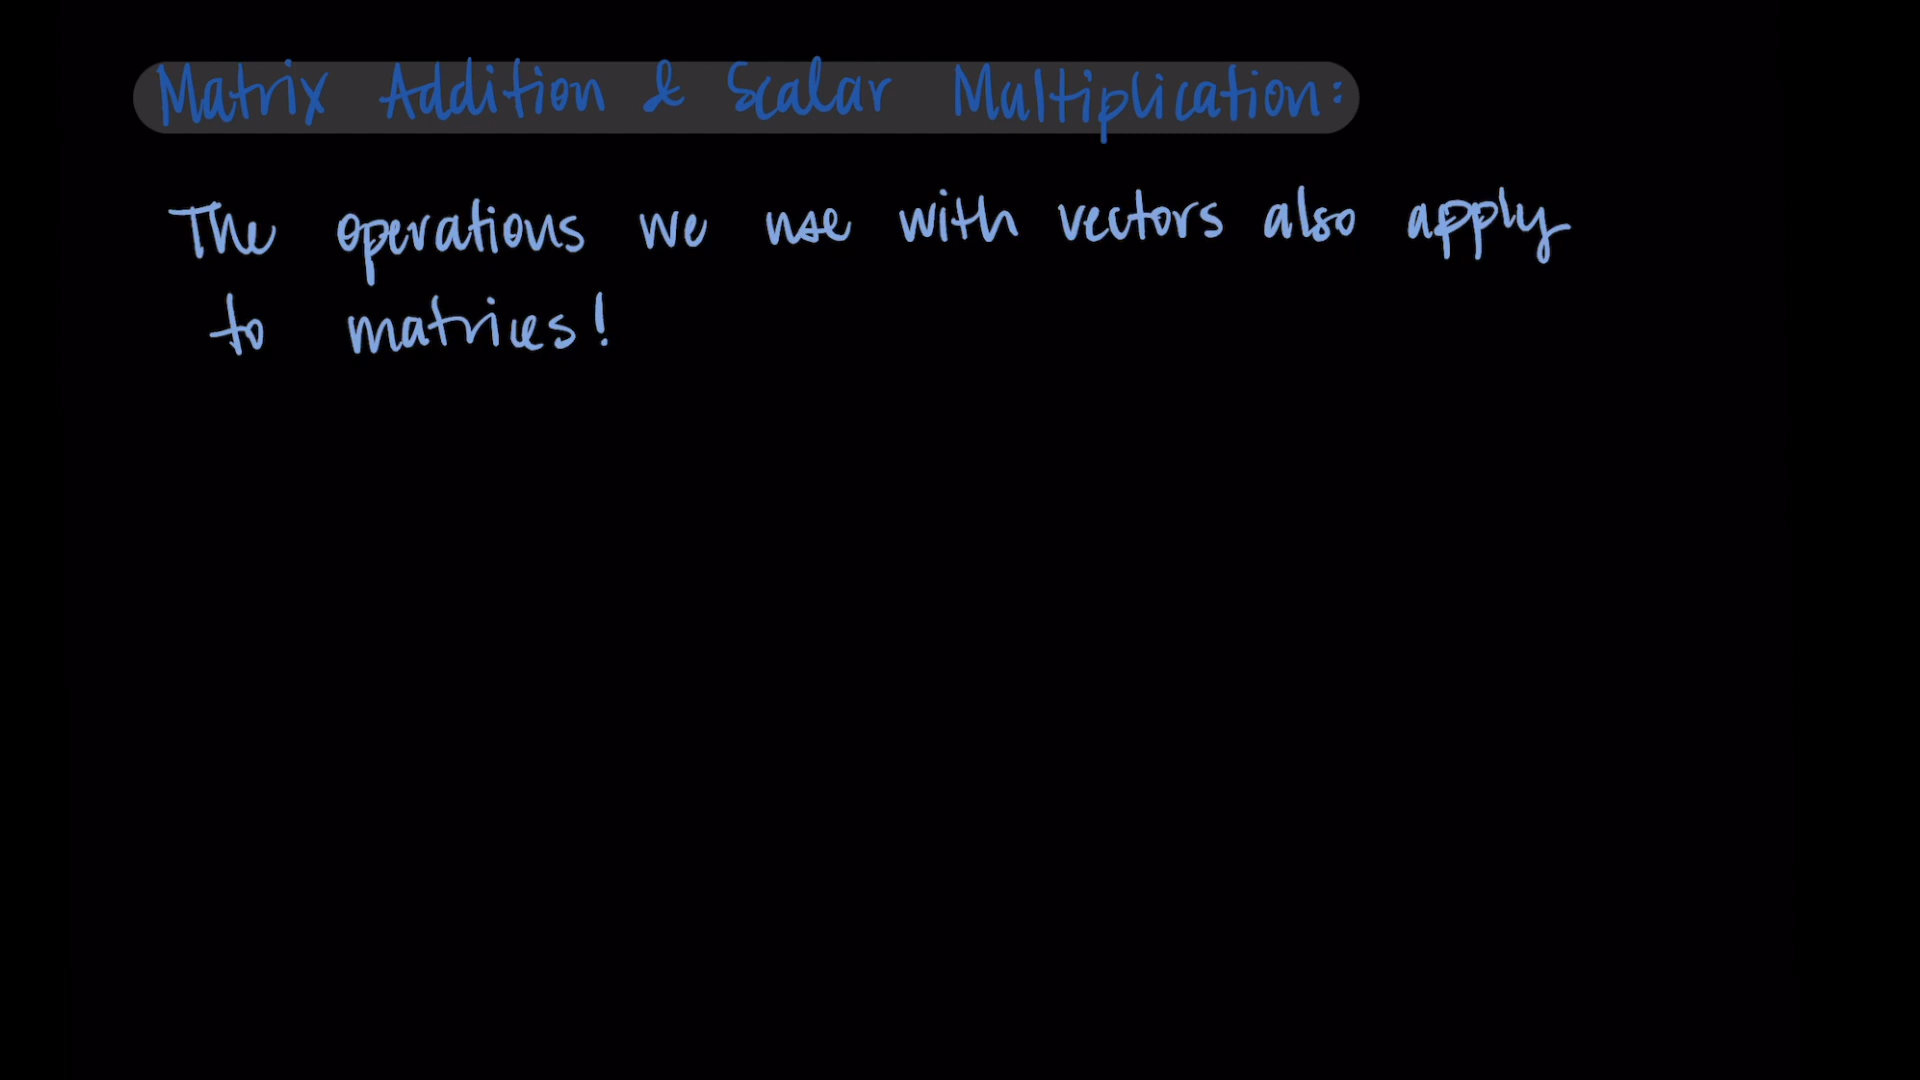 Matrix Addition & Scalar Multiplication:
The operations we use with vectors also apply
to matrices!